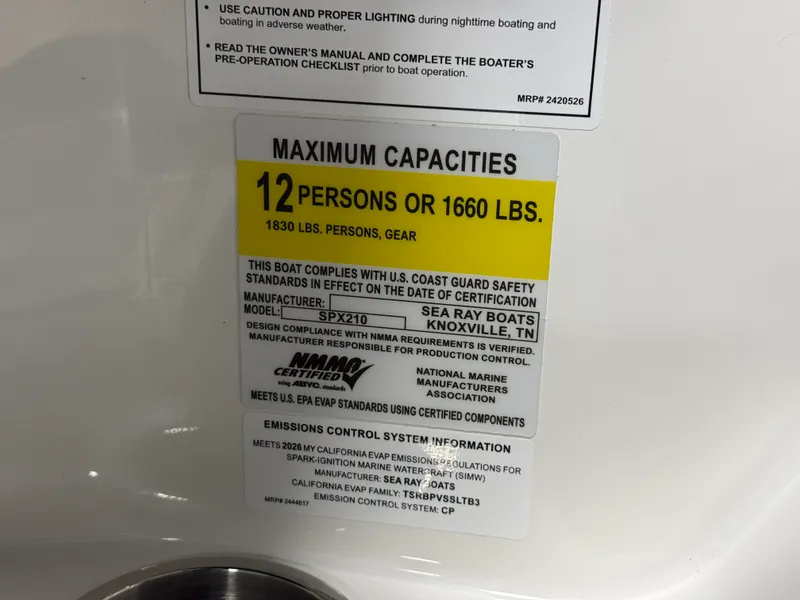 • USE CAUTION AND PROPER LIGHTING during nighttime boating and
boating in adverse weather.
• READ THE OWNER'S MANUAL AND COMPLETE THE BOATER'S
PRE-OPERATION CHECKLIST prior to boat operation.
MRP# 2420526
MAXIMUM CAPACITIES
12 PERSONS OR 1660 LBS.
1830 LBS. PERSONS, GEAR
THIS BOAT COMPLIES WITH U.S. COAST GUARD SAFETY
STANDARDS IN EFFECT ON THE DATE OF CERTIFICATION
MANUFACTURER: SEA RAY BOATS
MODEL: SPX210 KNOXVILLE, TN
DESIGN COMPLIANCE WITH NMMA REQUIREMENTS IS VERIFIED.
MANUFACTURER RESPONSIBLE FOR PRODUCTION CONTROL.
NMMA
CERTIFIED
using ABYC standards
NATIONAL MARINE
MANUFACTURERS
ASSOCIATION
MEETS U.S. EPA EVAP STANDARDS USING CERTIFIED COMPONENTS
EMISSIONS CONTROL SYSTEM INFORMATION
MEETS 2026 MY CALIFORNIA EVAP EMISSIONS REGULATIONS FOR
SPARK-IGNITION MARINE WATERCRAFT (SIMW)
MANUFACTURER: SEA RAY BOATS
CALIFORNIA EVAP FAMILY: TSRBPVSSLTB3
EMISSION CONTROL SYSTEM: CP
MRP# 2444617